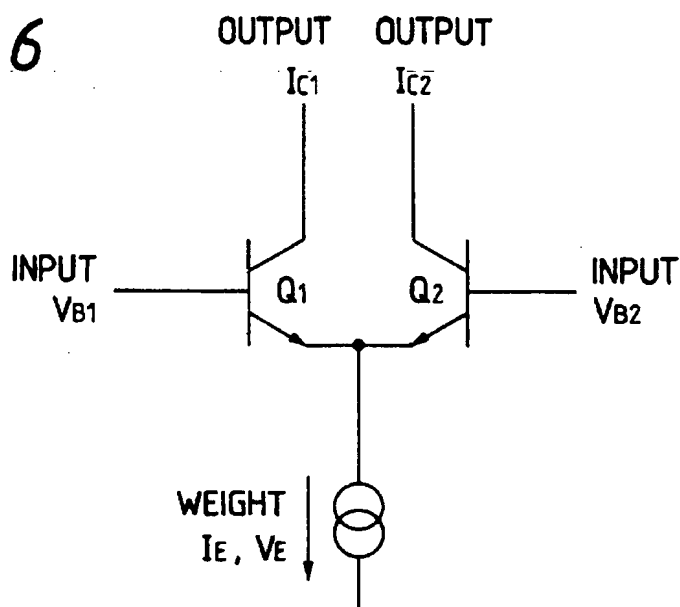 6
OUTPUT OUTPUT
IC1 IC2
INPUT
VB1
Q1 Q2
INPUT
VB2
WEIGHT
IE, VE